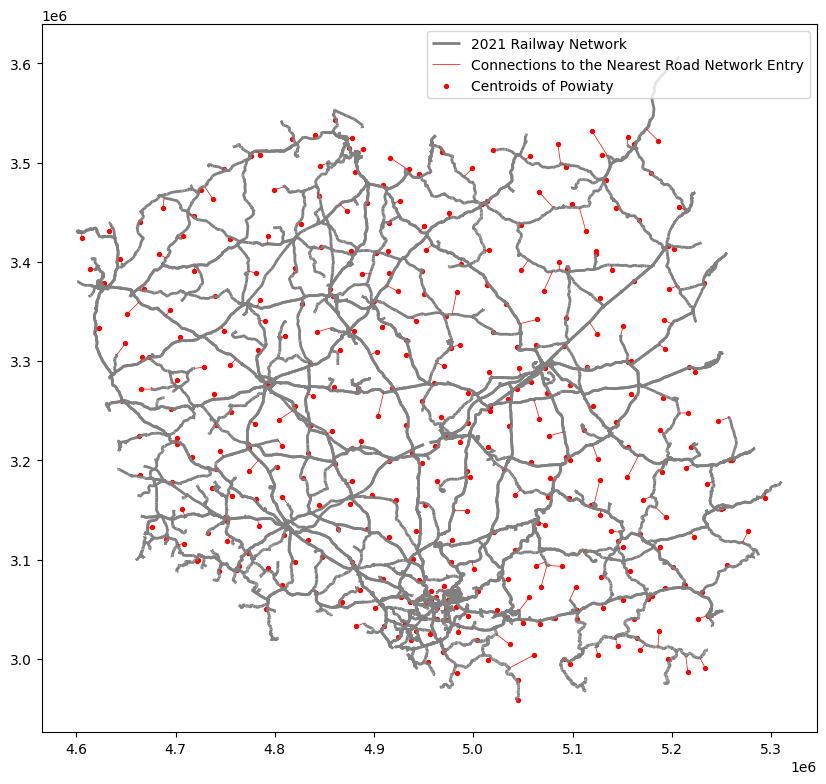 1e6
3.6
3.5
3.4
3.3
3.2
3.1
3.0
2021 Railway Network
Connections to the Nearest Road Network Entry
Centroids of Powiaty
4.6 4.7 4.8 4.9 5.0 5.1 5.2 5.3
1e6